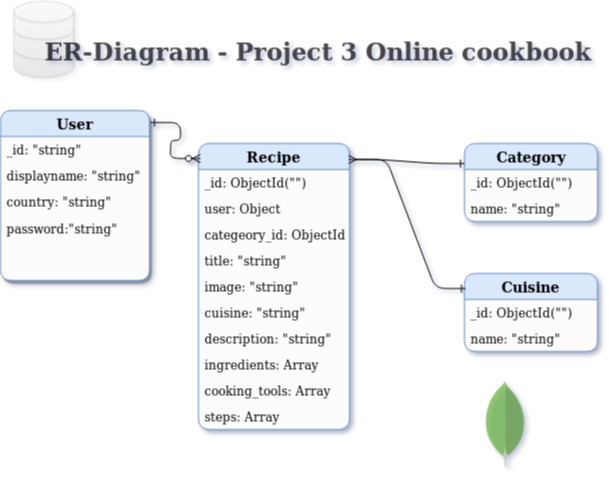 ER-Diagram - Project 3 Online cookbook
User
_id: "string"
displayname: "string"
country: "string"
password:"string"
Recipe
_id: ObjectId("")
user: Object
categeory_id: ObjectId
title: "string"
image: "string"
cuisine: "string"
description: "string"
ingredients: Array
cooking_tools: Array
steps: Array
Category
_id: ObjectId("")
name: "string"
Cuisine
_id: ObjectId("")
name: "string"